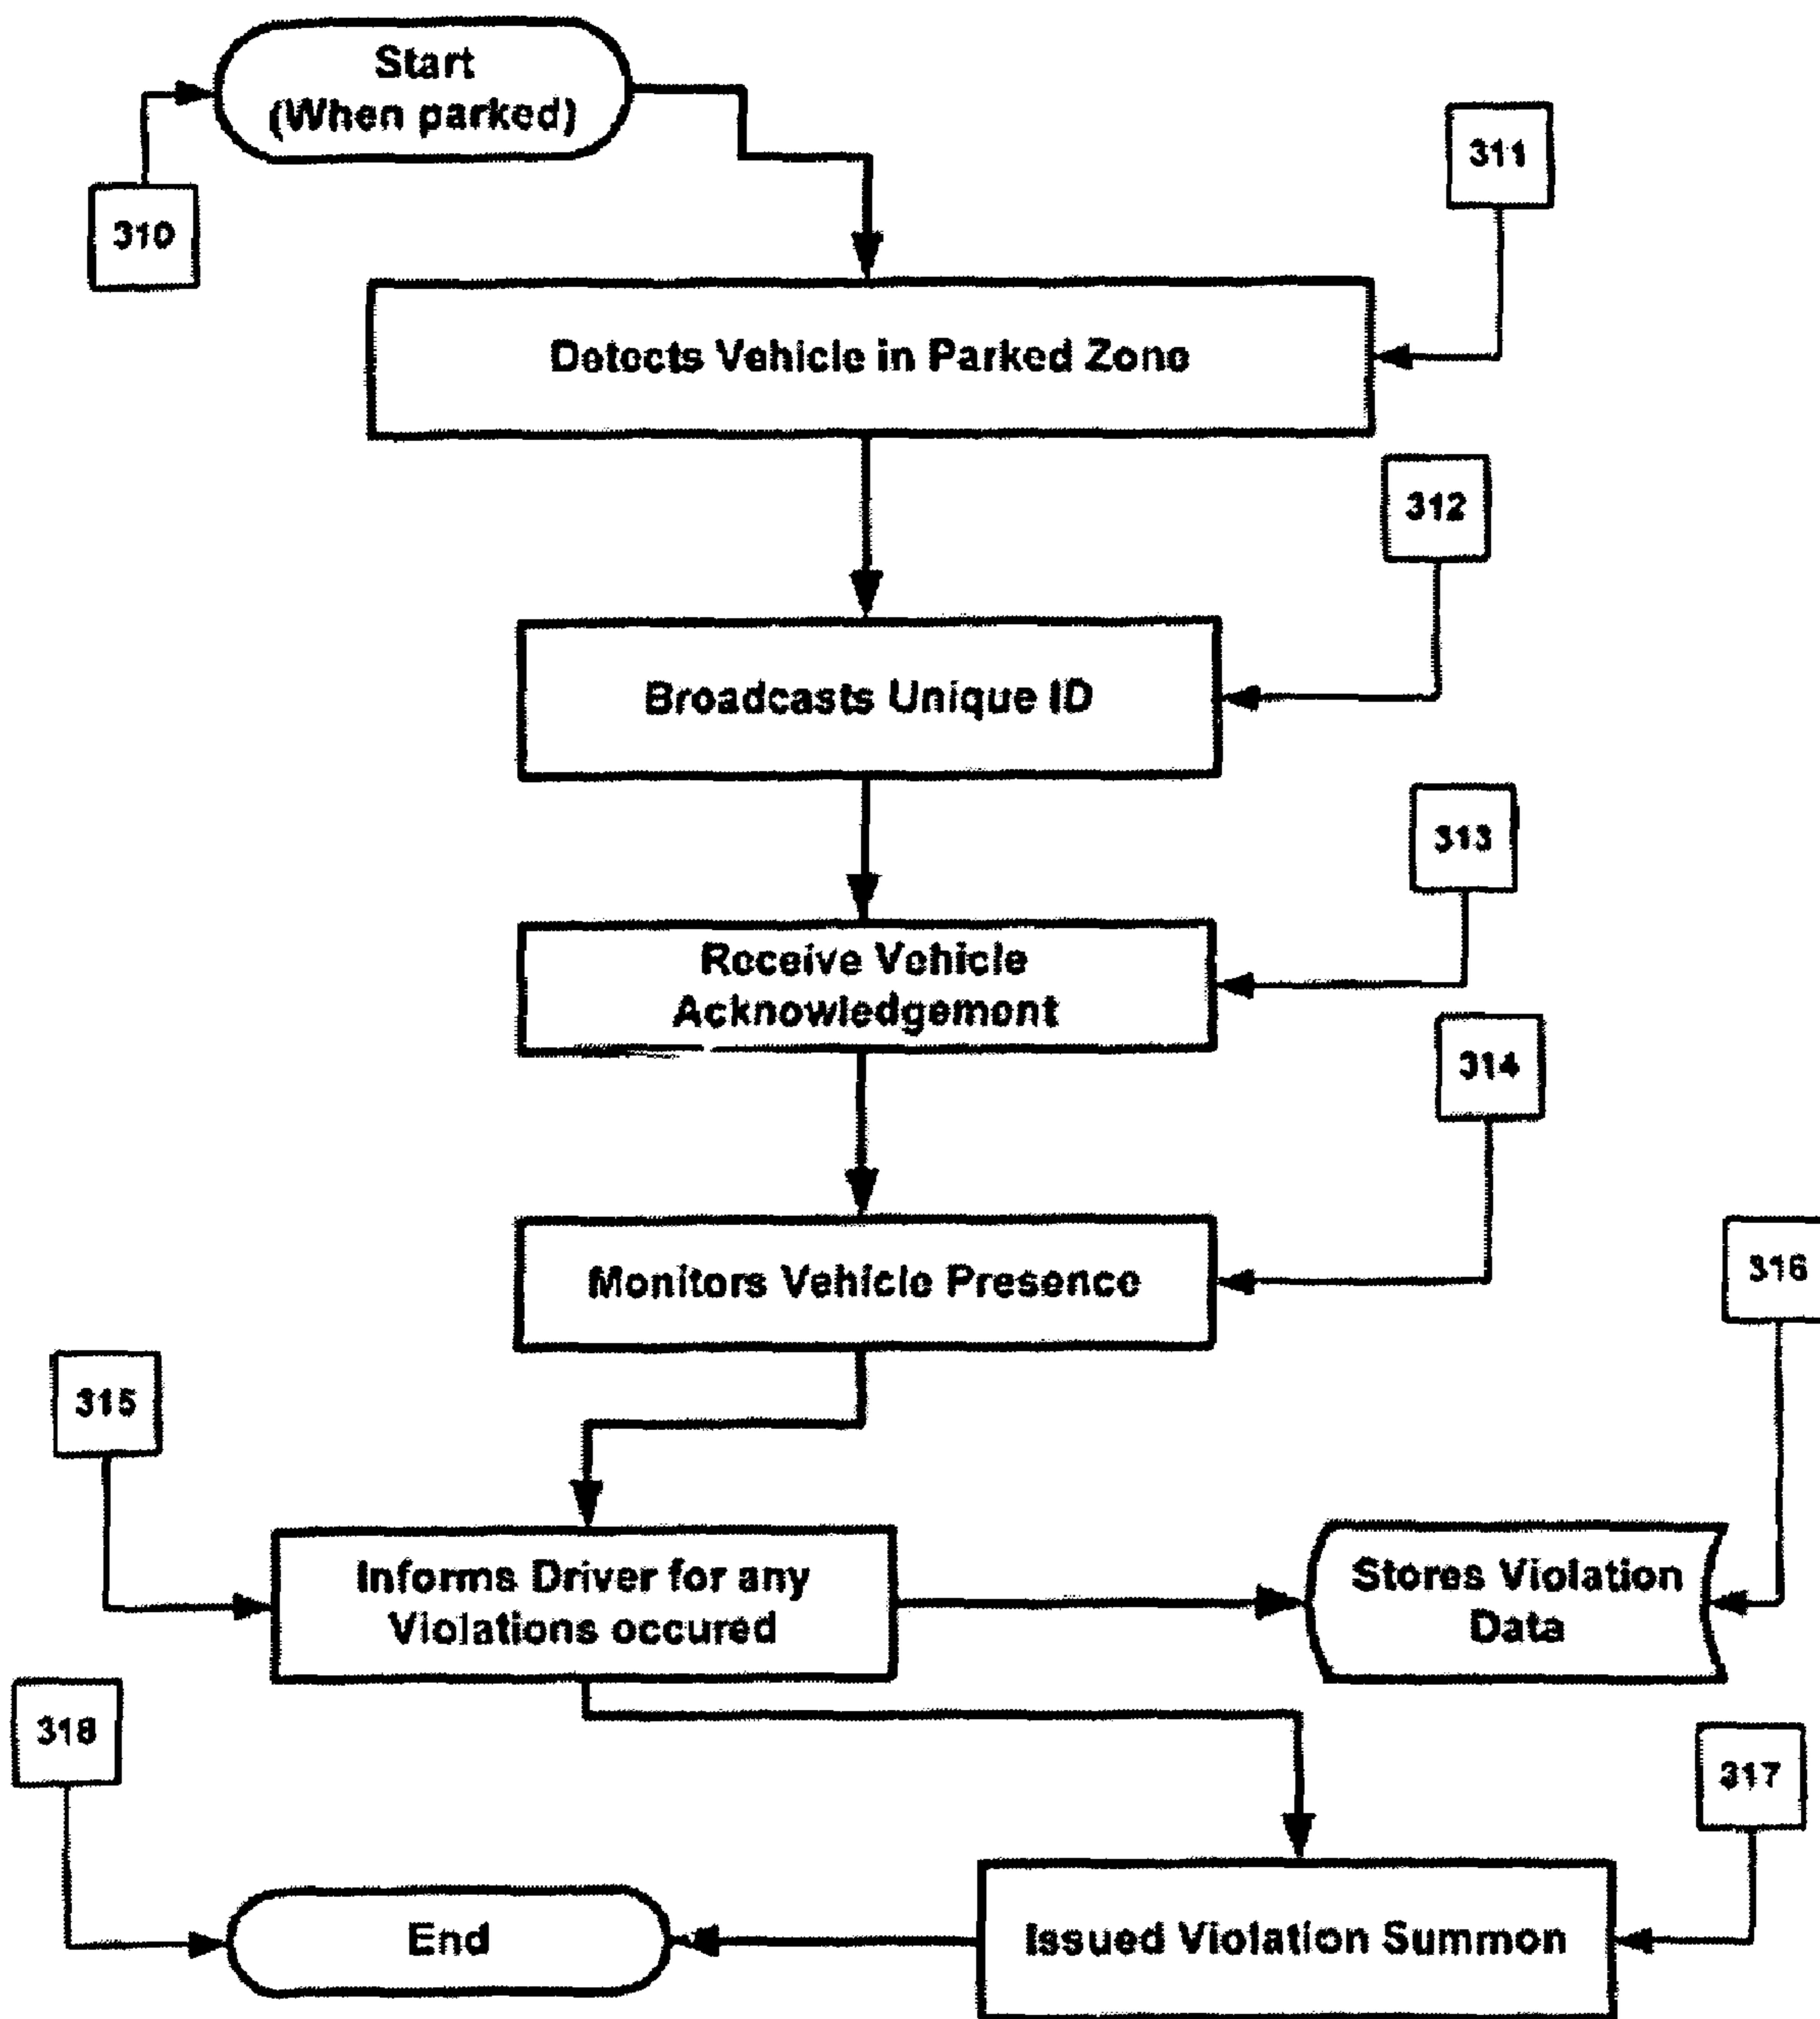 Start
(When parked)
310
311
Detects Vehicle in Parked Zone
312
Broadcasts Unique ID
313
Receive Vehicle
Acknowledgement
314
Monitors Vehicle Presence
316
315
Informs Driver for any
Violations occured
Stores Violation
Data
318
317
End
Issued Violation Summon